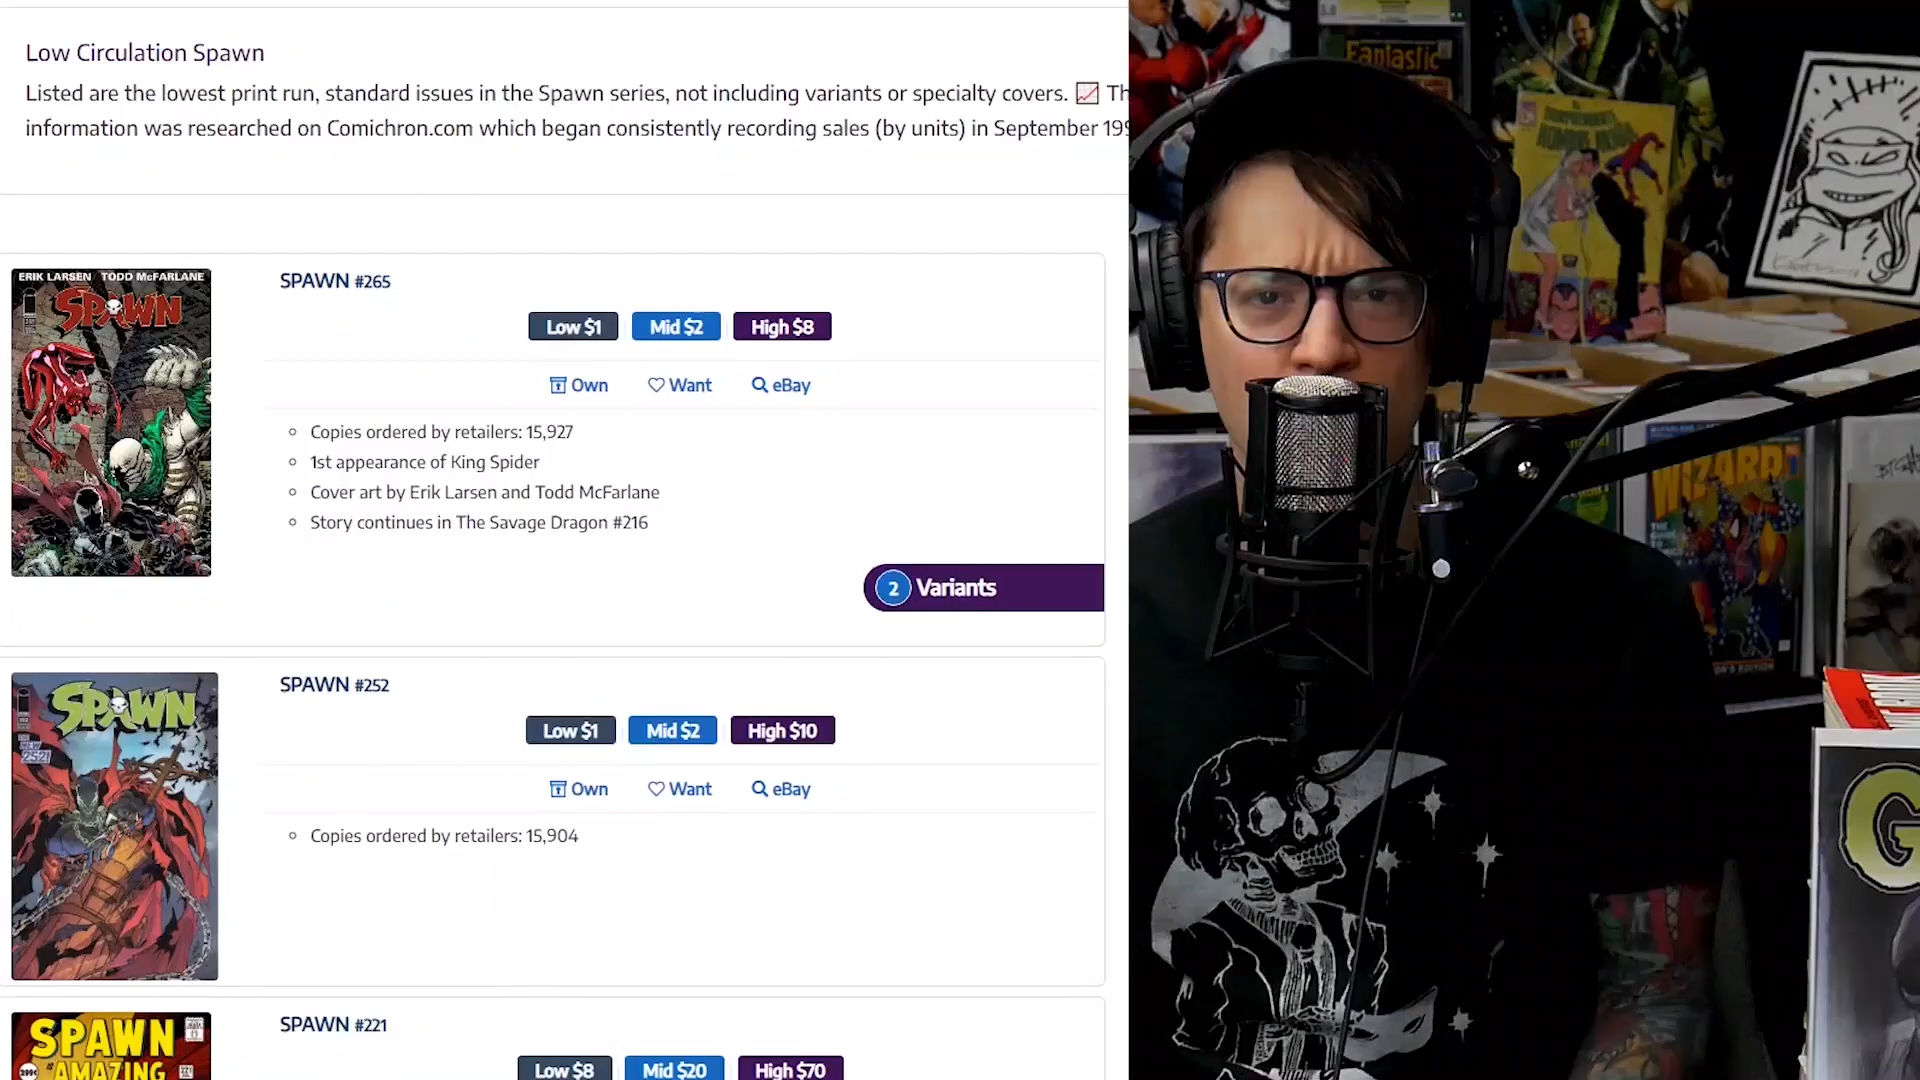 Low Circulation Spawn
Listed are the lowest print run, standard issues in the Spawn series, not including variants or specialty covers. 📈 Th
information was researched on Comichron.com which began consistently recording sales (by units) in September 199
ERIK LARSEN TODD McFARLANE
SPAWN
SPAWN #265
Low $1 Mid $2 High $8
Own Want eBay
Copies ordered by retailers: 15,927
1st appearance of King Spider
Cover art by Erik Larsen and Todd McFarlane
Story continues in The Savage Dragon #216
2 Variants
SPAWN
NEW
252!
SPAWN #252
Low $1 Mid $2 High $10
Own Want eBay
Copies ordered by retailers: 15,904
SPAWN
AMAZING
SPAWN #221
Low $8 Mid $20 High $70
Fantastic
WIZARD
G